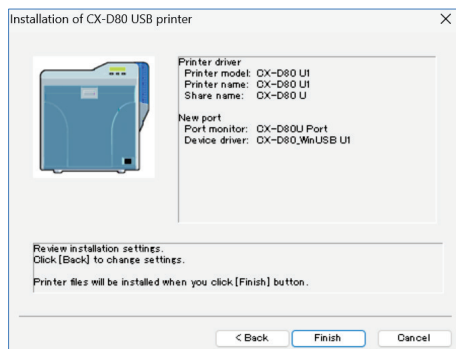 Installation of CX-D80 USB printer
Printer driver
Printer model: CX-D80 U1
Printer name: CX-D80 U1
Share name: CX-D80 U
New port
Port monitor: CX-D80U Port
Device driver: CX-D80_WinUSB U1
Review installation settings.
Click [Back] to change settings.
Printer files will be installed when you click [Finish] button.
< Back
Finish
Cancel